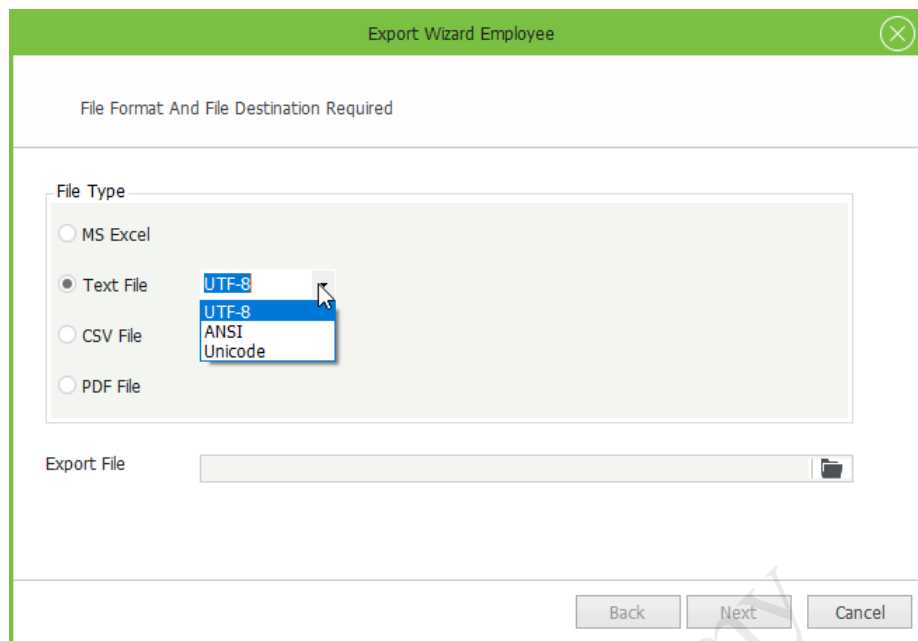 Export Wizard Employee
File Format And File Destination Required
File Type
MS Excel
Text File
UTF-8
UTF-8
ANSI
Unicode
CSV File
PDF File
Export File
Back
Next
Cancel